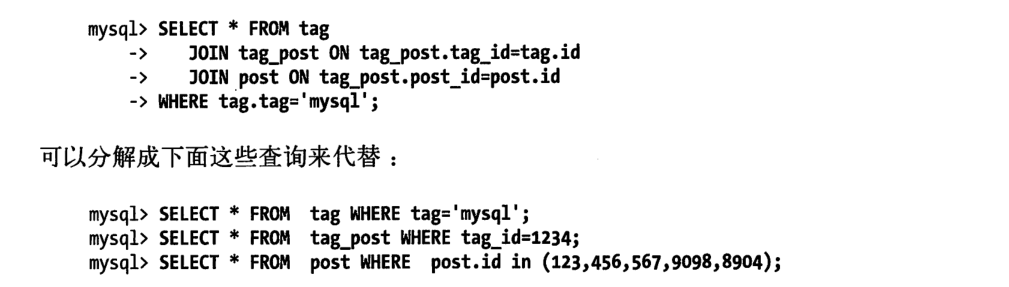 mysql> SELECT * FROM tag
    ->    JOIN tag_post ON tag_post.tag_id=tag.id
    ->    JOIN post ON tag_post.post_id=post.id
    -> WHERE tag.tag='mysql';
可以分解成下面这些查询来代替：
mysql> SELECT * FROM  tag WHERE tag='mysql';
mysql> SELECT * FROM  tag_post WHERE tag_id=1234;
mysql> SELECT * FROM  post WHERE  post.id in (123,456,567,9098,8904);